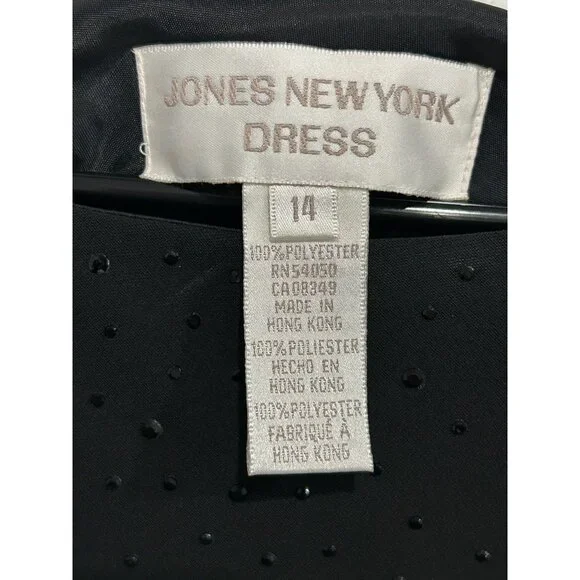 JONES NEW YORK
DRESS
14
100%POLYESTER
RN54050
CA08349
MADE IN
HONG KONG
100%POLIESTER
HECHO EN
HONG KONG
100%POLYESTER
FABRIQUÉ À
HONG KONG